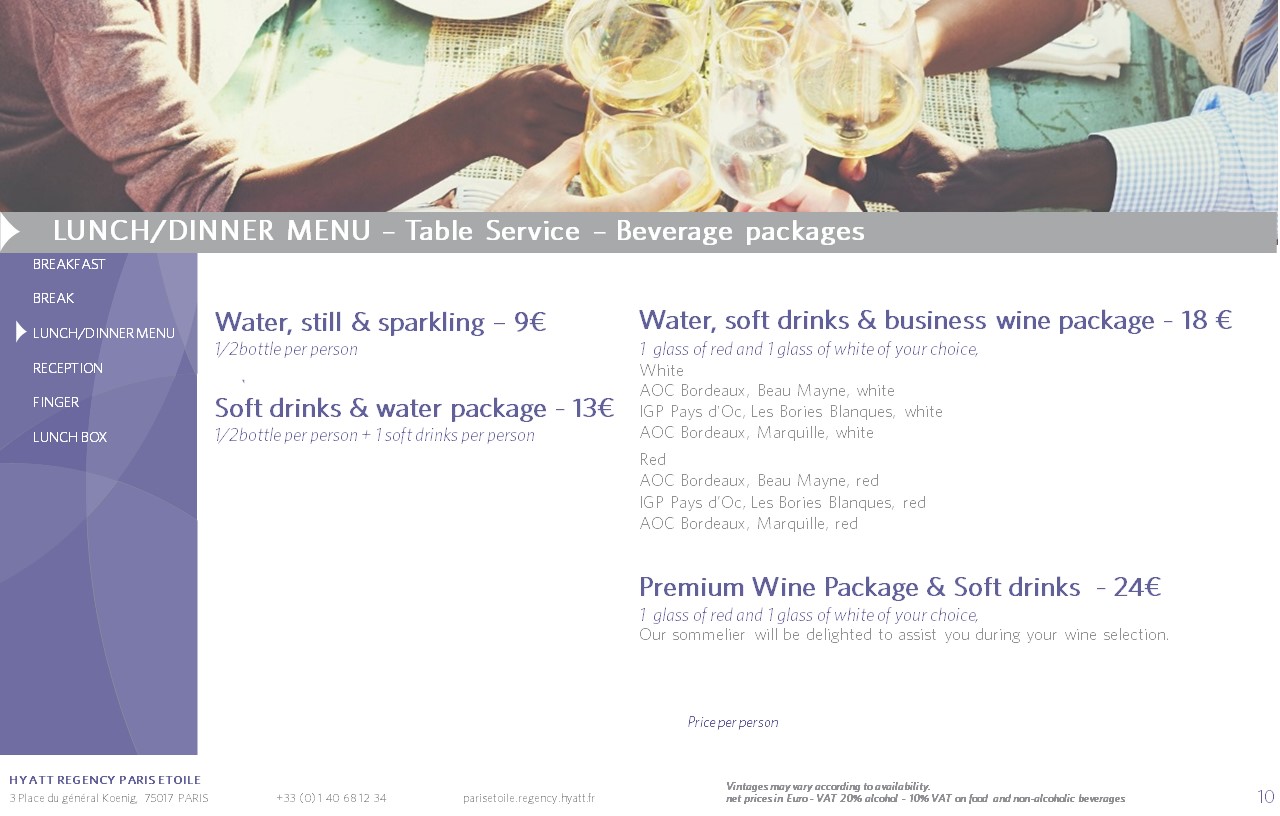 LUNCH/DINNER MENU – Table Service – Beverage packages
BREAKFAST
BREAK
LUNCH/DINNER MENU
RECEPTION
FINGER
LUNCH BOX
Water, still & sparkling – 9€
1/2bottle per person
Soft drinks & water package - 13€
1/2bottle per person + 1 soft drinks per person
Water, soft drinks & business wine package - 18 €
1 glass of red and 1 glass of white of your choice,
White
AOC Bordeaux, Beau Mayne, white
IGP Pays d'Oc, Les Bories Blanques, white
AOC Bordeaux, Marquille, white
Red
AOC Bordeaux, Beau Mayne, red
IGP Pays d'Oc, Les Bories Blanques, red
AOC Bordeaux, Marquille, red
Premium Wine Package & Soft drinks - 24€
1 glass of red and 1 glass of white of your choice,
Our sommelier will be delighted to assist you during your wine selection.
Price per person
HYATT REGENCY PARIS ETOILE
3 Place du général Koenig, 75017 PARIS
+33 (0) 1 40 68 12 34
parisetoile.regency.hyatt.fr
Vintages may vary according to availability.
net prices in Euro - VAT 20% alcohol – 10% VAT on food and non-alcoholic beverages
10